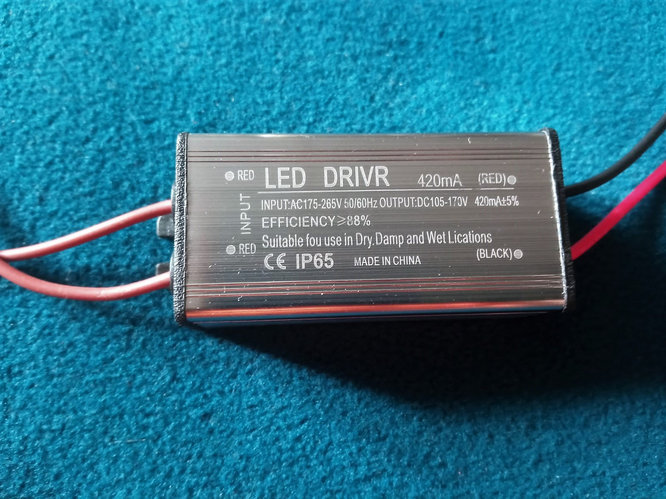 RED LED DRIVR 420mA (RED)
INPUT
INPUT:AC175-265V 50/60Hz OUTPUT:DC105-170V 420mA±5%
EFFICIENCY≥88%
Suitable fou use in Dry,Damp and Wet Lications
RED CE IP65 MADE IN CHINA (BLACK)